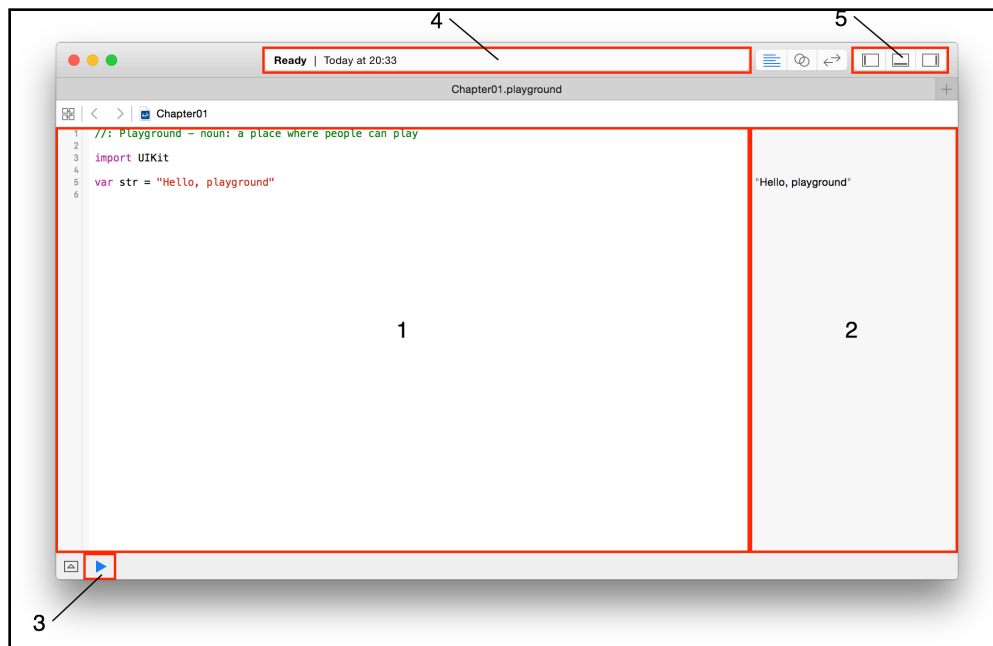 4
5
Ready | Today at 20:33
Chapter01.playground
Chapter01
1 //: Playground – noun: a place where people can play
2
3 import UIKit
4
5 var str = "Hello, playground"
"Hello, playground"
6
1
2
3